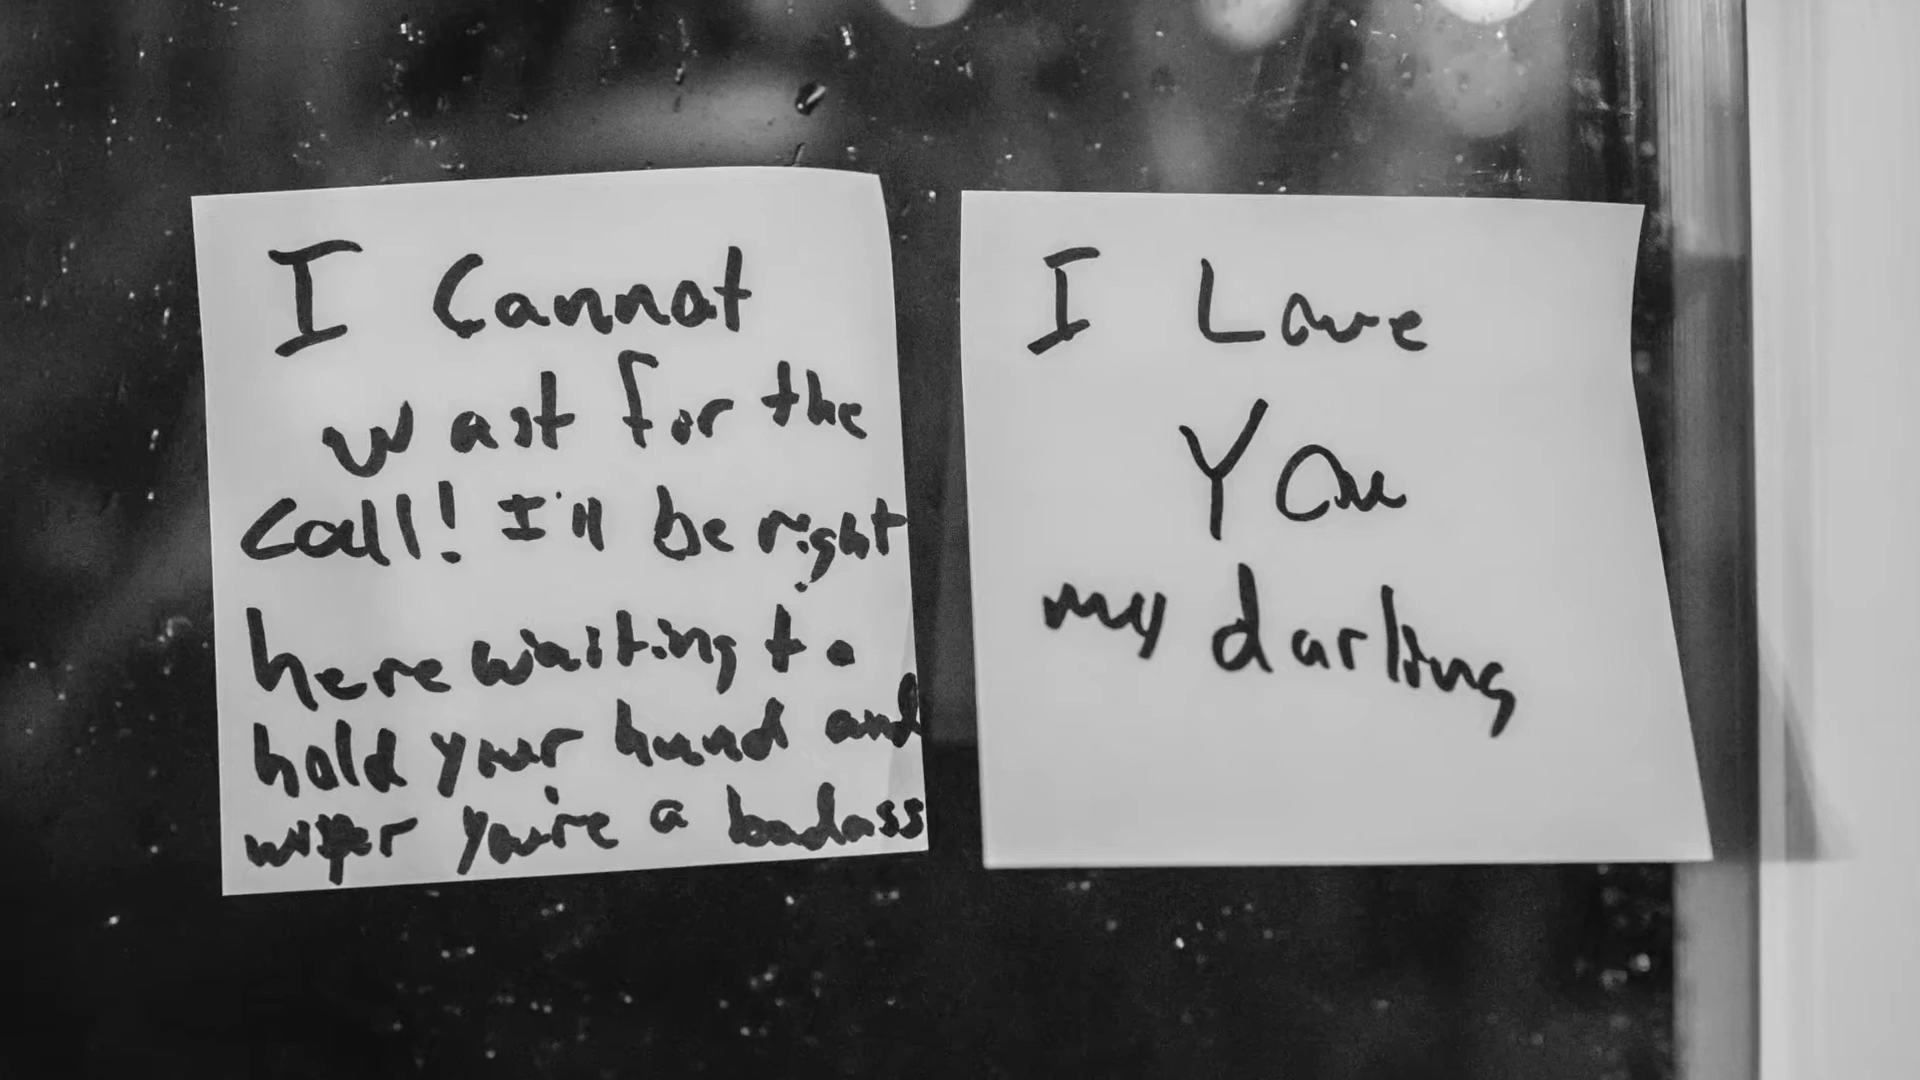 I Cannot
wait for the
Call! I'll be right
here waiting to
hold your hand and
you're a badass
I Love
You
my darling